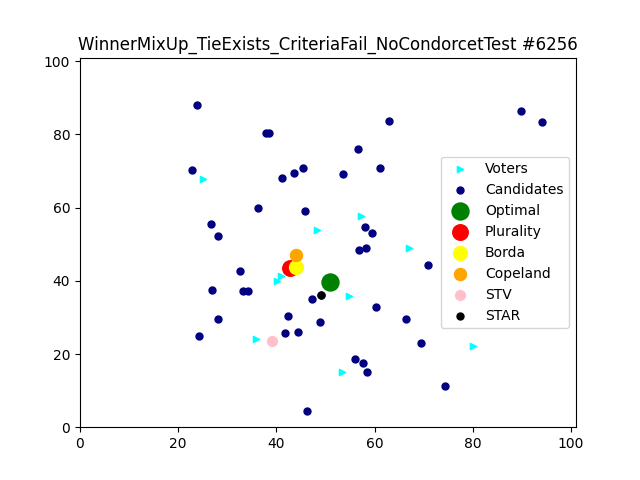 WinnerMixUp_TieExists_CriteriaFail_NoCondorcetTest #6256
100
80
60
40
20
0
0 20 40 60 80 100
Voters
Candidates
Optimal
Plurality
Borda
Copeland
STV
STAR